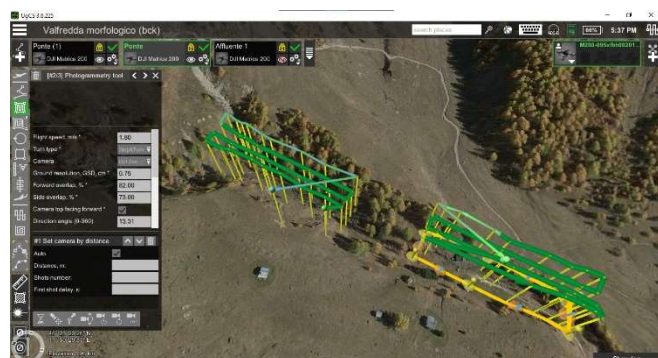 UgCS 3.8.225
Valfredda morfologico (bck)
search places
66%
5:37 PM
Ponte (1)
DJI Matrice 200
Ponte
DJI Matrice 200
Affluente 1
DJI Matrice 200
[#2/3] Photogrammetry tool
Flight speed, m/s *
1.80
Turn type *
Camera
Ground resolution, GSD, cm *
0.75
Forward overlap, % *
82.00
Side overlap, % *
73.00
Camera top facing forward *
Direction angle (0-360)
13.31
#1 Set camera by distance
Auto
Distance, m:
Shots number:
First shot delay, s: